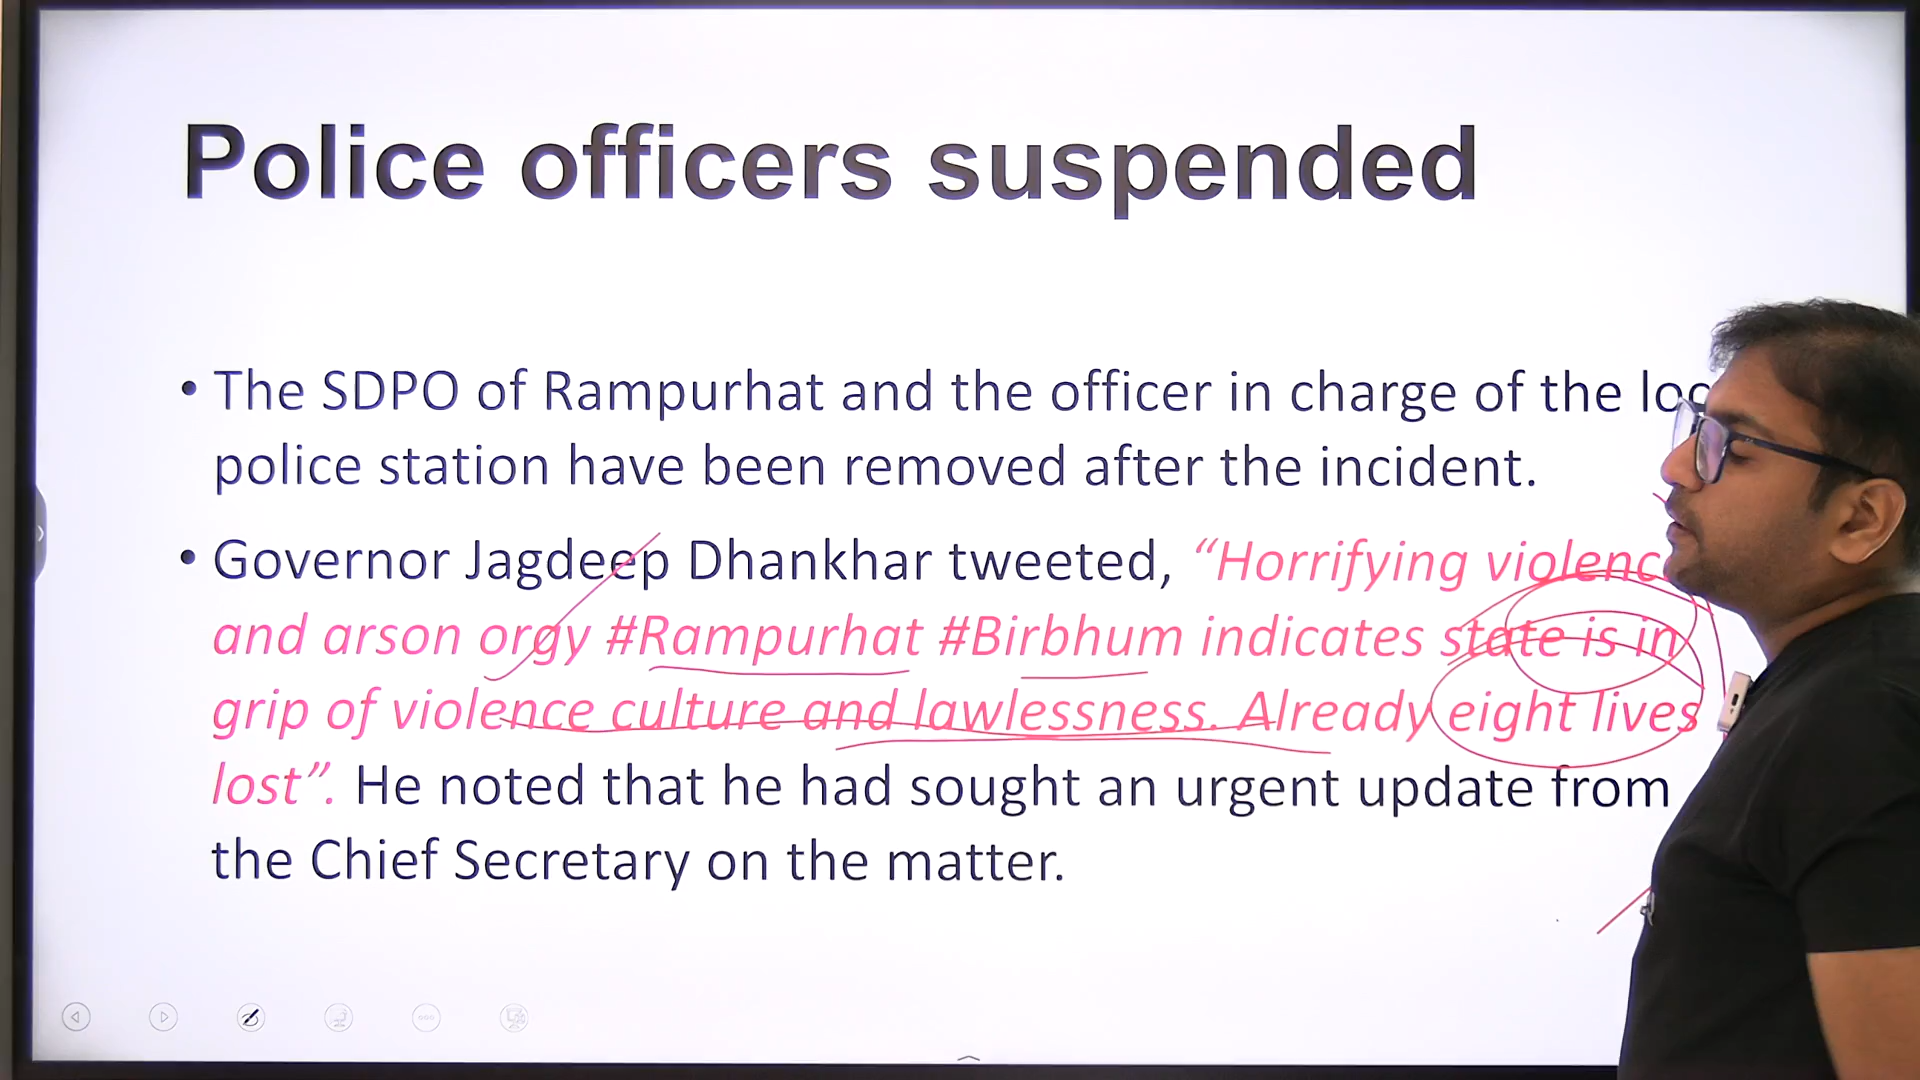 Police officers suspended
• The SDPO of Rampurhat and the officer in charge of the
police station have been removed after the incident.
• Governor Jagdeep Dhankhar tweeted, “Horrifying
and arson orgy #Rampurhat #Birbhum indicates state is in
grip of violence culture and lawlessness. Already eight lives
lost”. He noted that he had sought an urgent update from
the Chief Secretary on the matter.